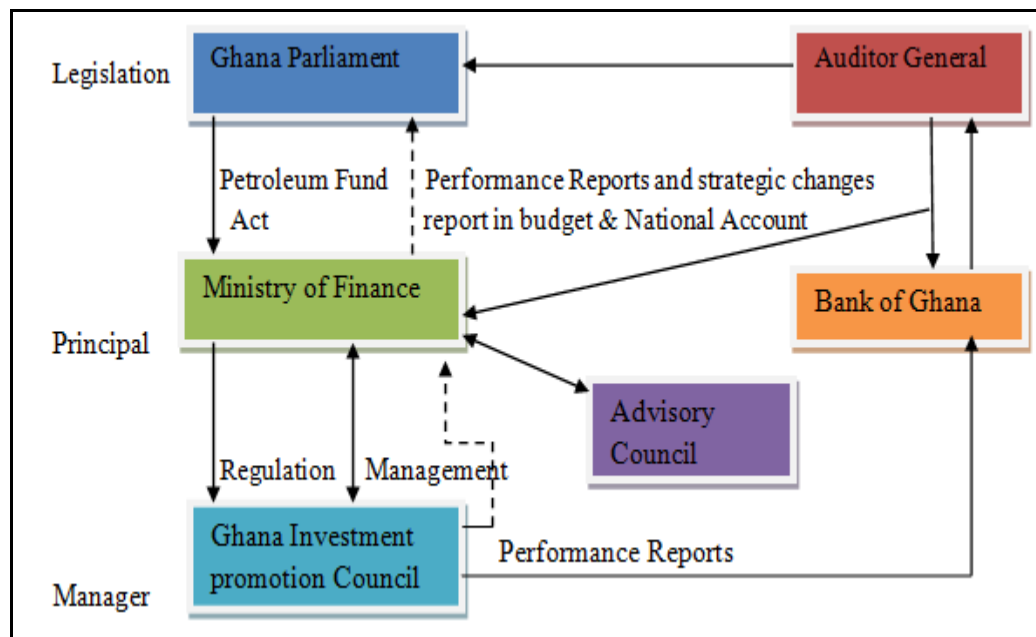 Legislation
Ghana Parliament
Auditor General
Petroleum Fund
Act
Performance Reports and strategic changes
report in budget & National Account
Ministry of Finance
Bank of Ghana
Principal
Advisory
Council
Regulation
Management
Ghana Investment
promotion Council
Performance Reports
Manager